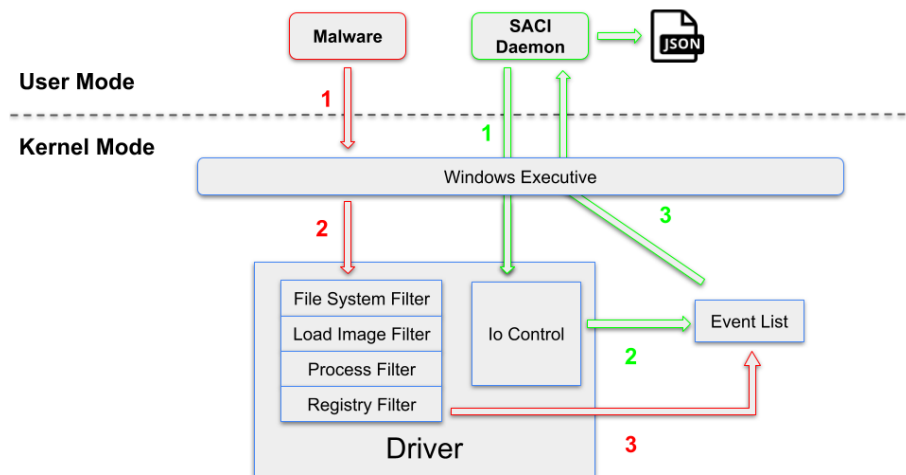 Malware
SACI
Daemon
JSON
User Mode
1
1
Kernel Mode
Windows Executive
2
3
File System Filter
Load Image Filter
Process Filter
Registry Filter
Io Control
Event List
2
Driver
3